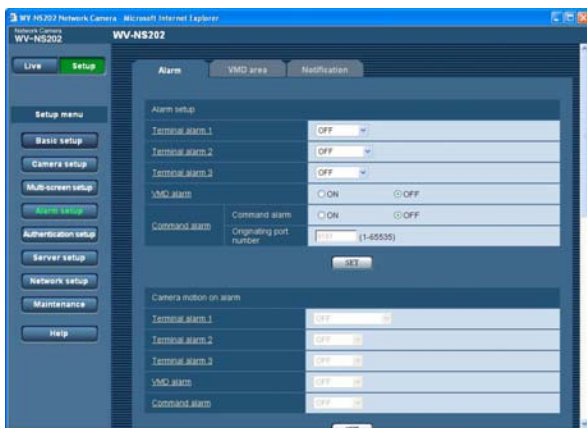 WV-NS202 Network Camera - Microsoft Internet Explorer
Network Camera
WV-NS202
WV-NS202
Live
Setup
Alarm
VMD area
Notification
Setup menu
Basic setup
Camera setup
Multi-screen setup
Alarm setup
Authentication setup
Server setup
Network setup
Maintenance
Help
Alarm setup
Terminal alarm 1
OFF
Terminal alarm 2
OFF
Terminal alarm 3
OFF
VMD alarm
ON
OFF
Command alarm
Command alarm
ON
OFF
Originating port number
(1-65535)
SET
Camera motion on alarm
Terminal alarm 1
OFF
Terminal alarm 2
OFF
Terminal alarm 3
OFF
VMD alarm
OFF
Command alarm
OFF